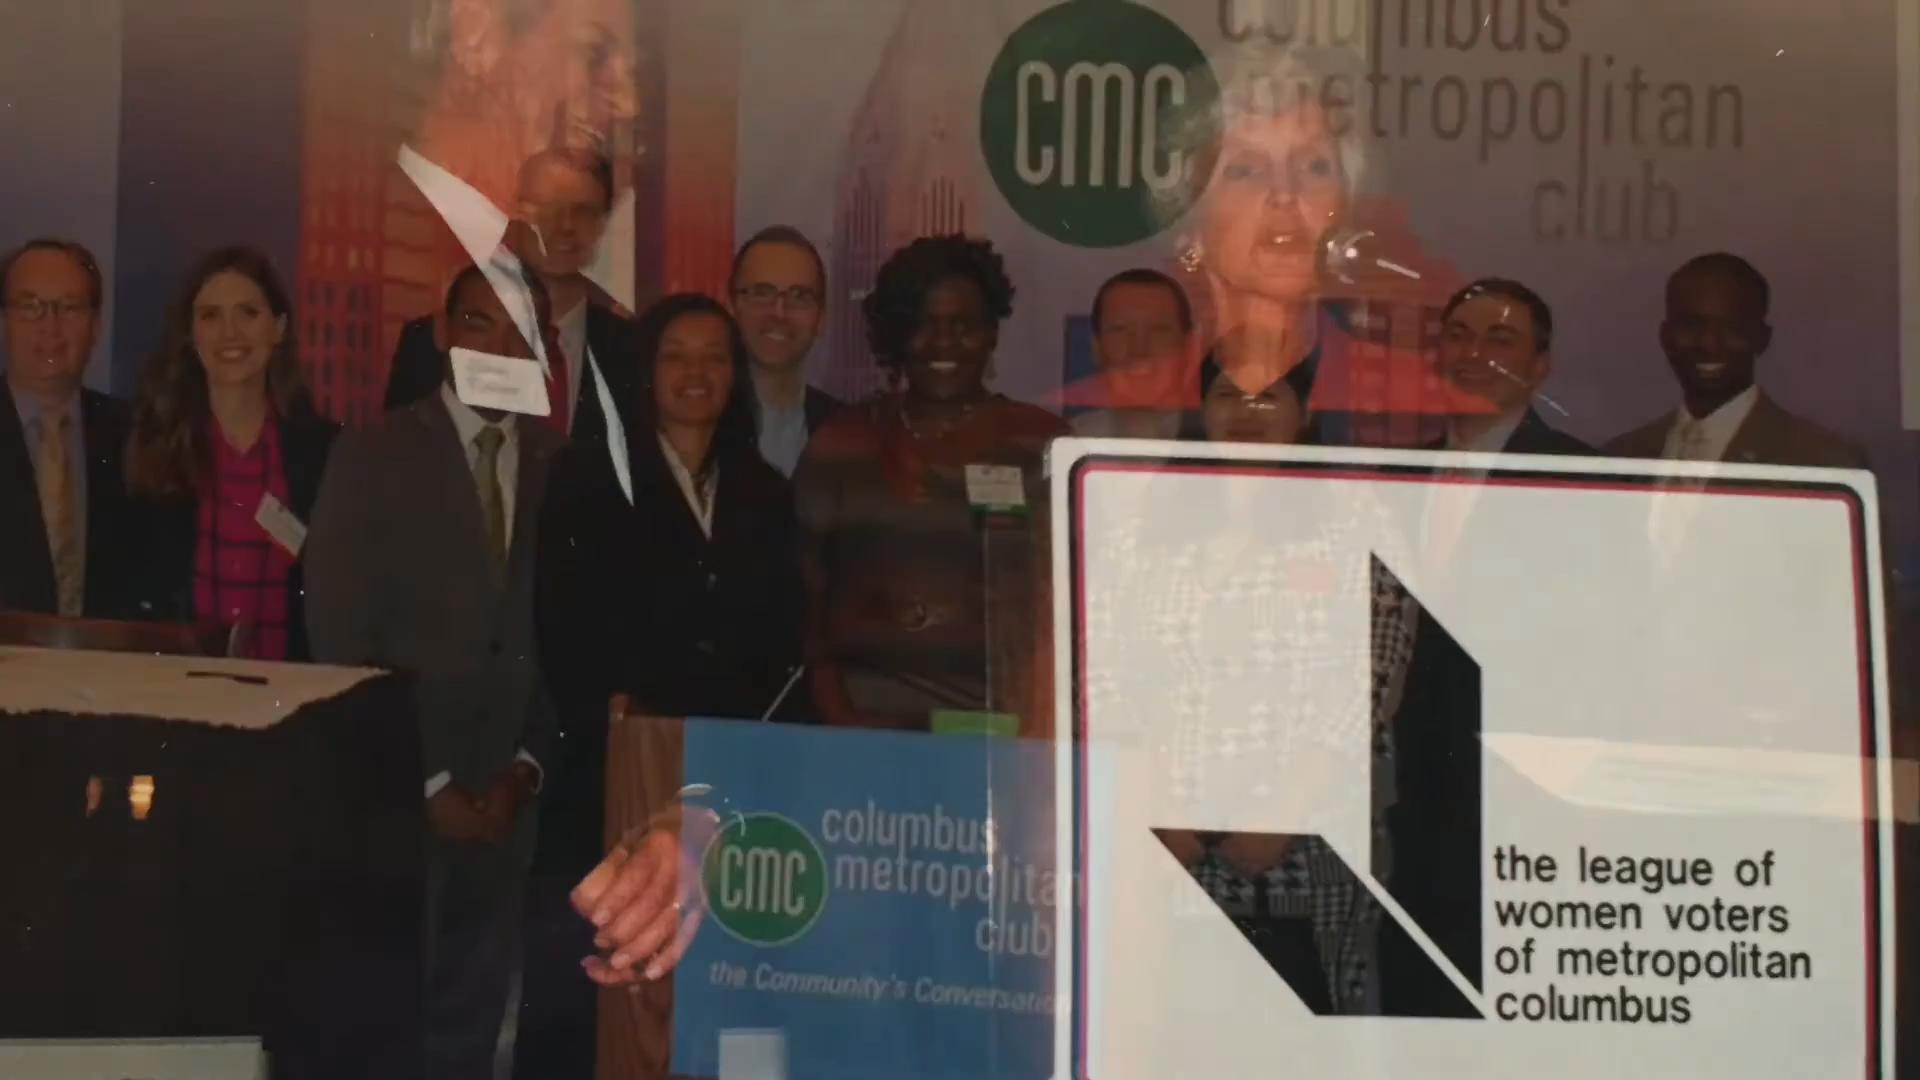 columbus
metropolitan
club
cmc
columbus
metropolitan
club
cmc
the Community's Conversation
the league of
women voters
of metropolitan
columbus